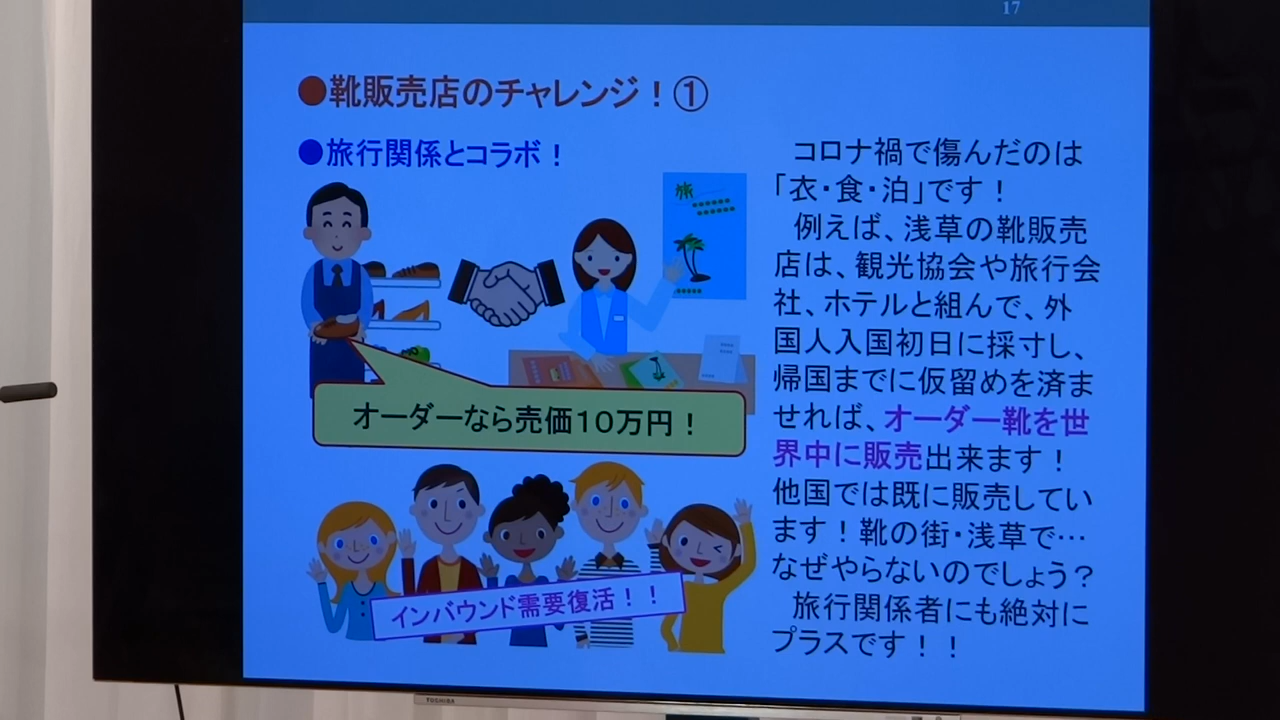 17
●靴販売店のチャレンジ！①
●旅行関係とコラボ！
旅
オーダーなら売価１０万円！
インバウンド需要復活！！
コロナ禍で傷んだのは
「衣・食・泊」です！
例えば、浅草の靴販売
店は、観光協会や旅行会
社、ホテルと組んで、外
国人入国初日に採寸し、
帰国までに仮留めを済ま
せれば、オーダー靴を世
界中に販売出来ます！
他国では既に販売してい
ます！靴の街・浅草で…
なぜやらないのでしょう？
旅行関係者にも絶対に
プラスです！！
TOSHIBA